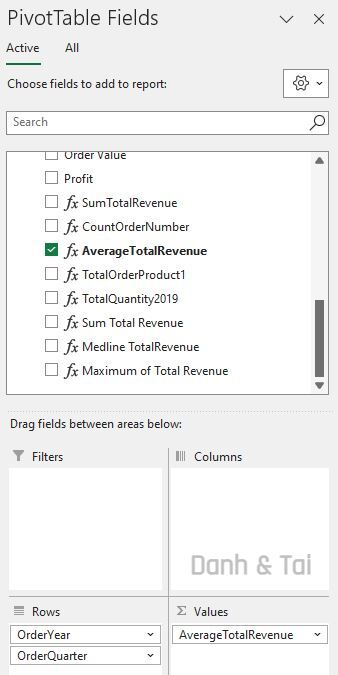 PivotTable Fields
Active All
Choose fields to add to report:
Search
Order Value
Profit
fx SumTotalRevenue
fx CountOrderNumber
fx AverageTotalRevenue
fx TotalOrderProduct1
fx TotalQuantity2019
fx Sum Total Revenue
fx Medline TotalRevenue
fx Maximum of Total Revenue
Drag fields between areas below:
Filters
Columns
Danh & Tai
Rows
Σ Values
OrderYear
AverageTotalRevenue
OrderQuarter